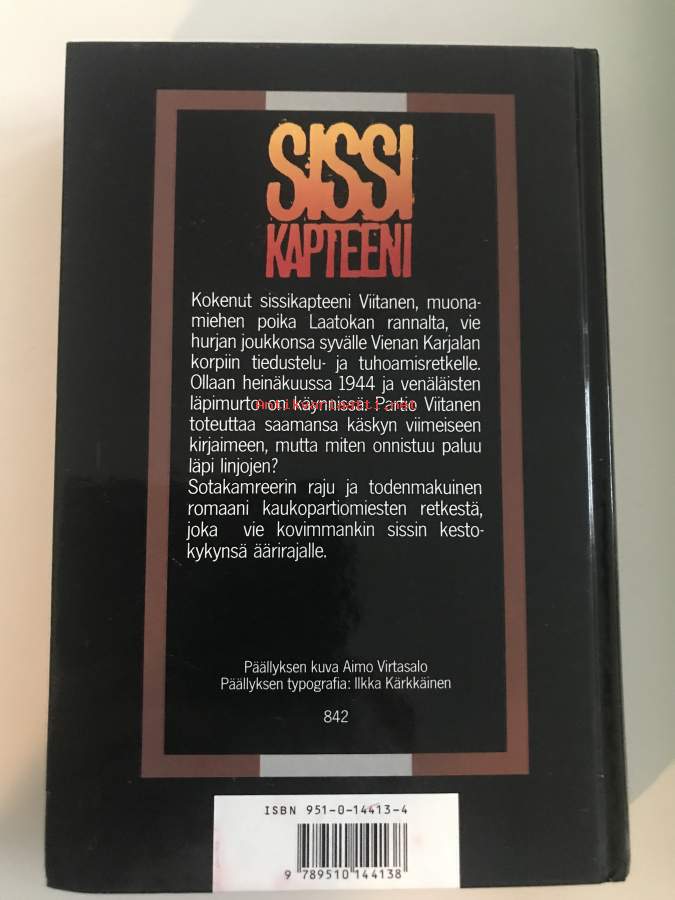 SISSI
KAPTEENI
Kokenut sissikapteeni Viitanen, muona-
miehen poika Laatokan rannalta, vie
hurjan joukkonsa syvälle Vienan Karjalan
korpiin tiedustelu- ja tuhoamisretkelle.
Ollaan heinäkuussa 1944 ja venäläisten
läpimurto on käynnissä. Partio Viitanen
toteuttaa saamansa käskyn viimeiseen
kirjaimeen, mutta miten onnistuu paluu
läpi linjojen?
Sotakamreerin raju ja todenmakuinen
romaani kaukopartiomiesten retkestä,
joka vie kovimmankin sissin kesto-
kykynsä äärirajalle.
Päällyksen kuva Aimo Virtasalo
Päällyksen typografia: Ilkka Kärkkäinen
842
ISBN 951-0-14413-4
9 789510 144138